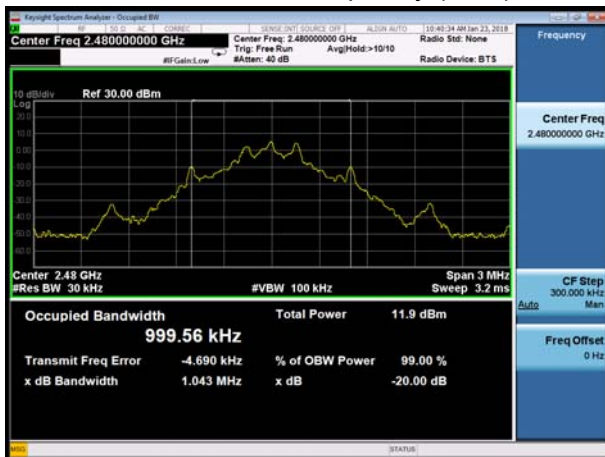 Keysight Spectrum Analyzer - Occupied BW
RF 50 Ω AC CORREC SENSE:INT SOURCE OFF ALIGN AUTO 10:40:34 AM Jan 23, 2018
Center Freq 2.480000000 GHz
Center Freq: 2.480000000 GHz
Radio Std: None
Trig: Free Run Avg|Hold:>10/10
#IFGain:Low #Atten: 40 dB Radio Device: BTS
Frequency
10 dB/div Ref 30.00 dBm
Log
20.0
10.0
0.00
-10.0
-20.0
-30.0
-40.0
-50.0
-60.0
Center Freq
2.480000000 GHz
Center 2.48 GHz Span 3 MHz
#Res BW 30 kHz #VBW 100 kHz Sweep 3.2 ms
CF Step
300.000 kHz
Auto Man
Occupied Bandwidth Total Power 11.9 dBm
999.56 kHz
Freq Offset
0 Hz
Transmit Freq Error -4.690 kHz % of OBW Power 99.00 %
x dB Bandwidth 1.043 MHz x dB -20.00 dB
MSG STATUS